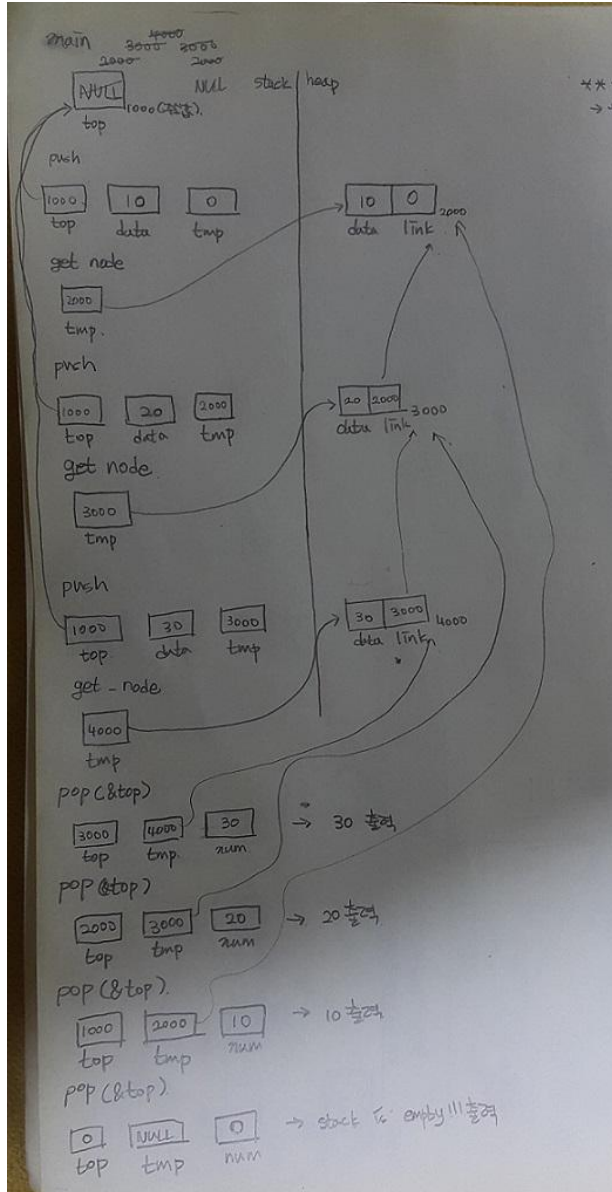 main
4000
3000 3000
2000 2000
NULL NUL stack heap **
1000
top
push
1000 10 0 10 0 2000
top data tmp data link
get node
2000
tmp.
push
20 2000 3000
1000 20 2000 data link
top data tmp
get node
3000
tmp
push
30 3000 4000
1000 30 3000 data link
top. data tmp
get-node
4000
tmp
pop(&top)
3000 4000 30 → 30 출력
top tmp. num
pop(&top)
2000 3000 20 → 20 출력
top tmp num
pop(&top).
1000 2000 10 → 10 출력
top tmp num
pop(&top).
0 NULL 0 → stack is empby!!! 출력
top tmp num